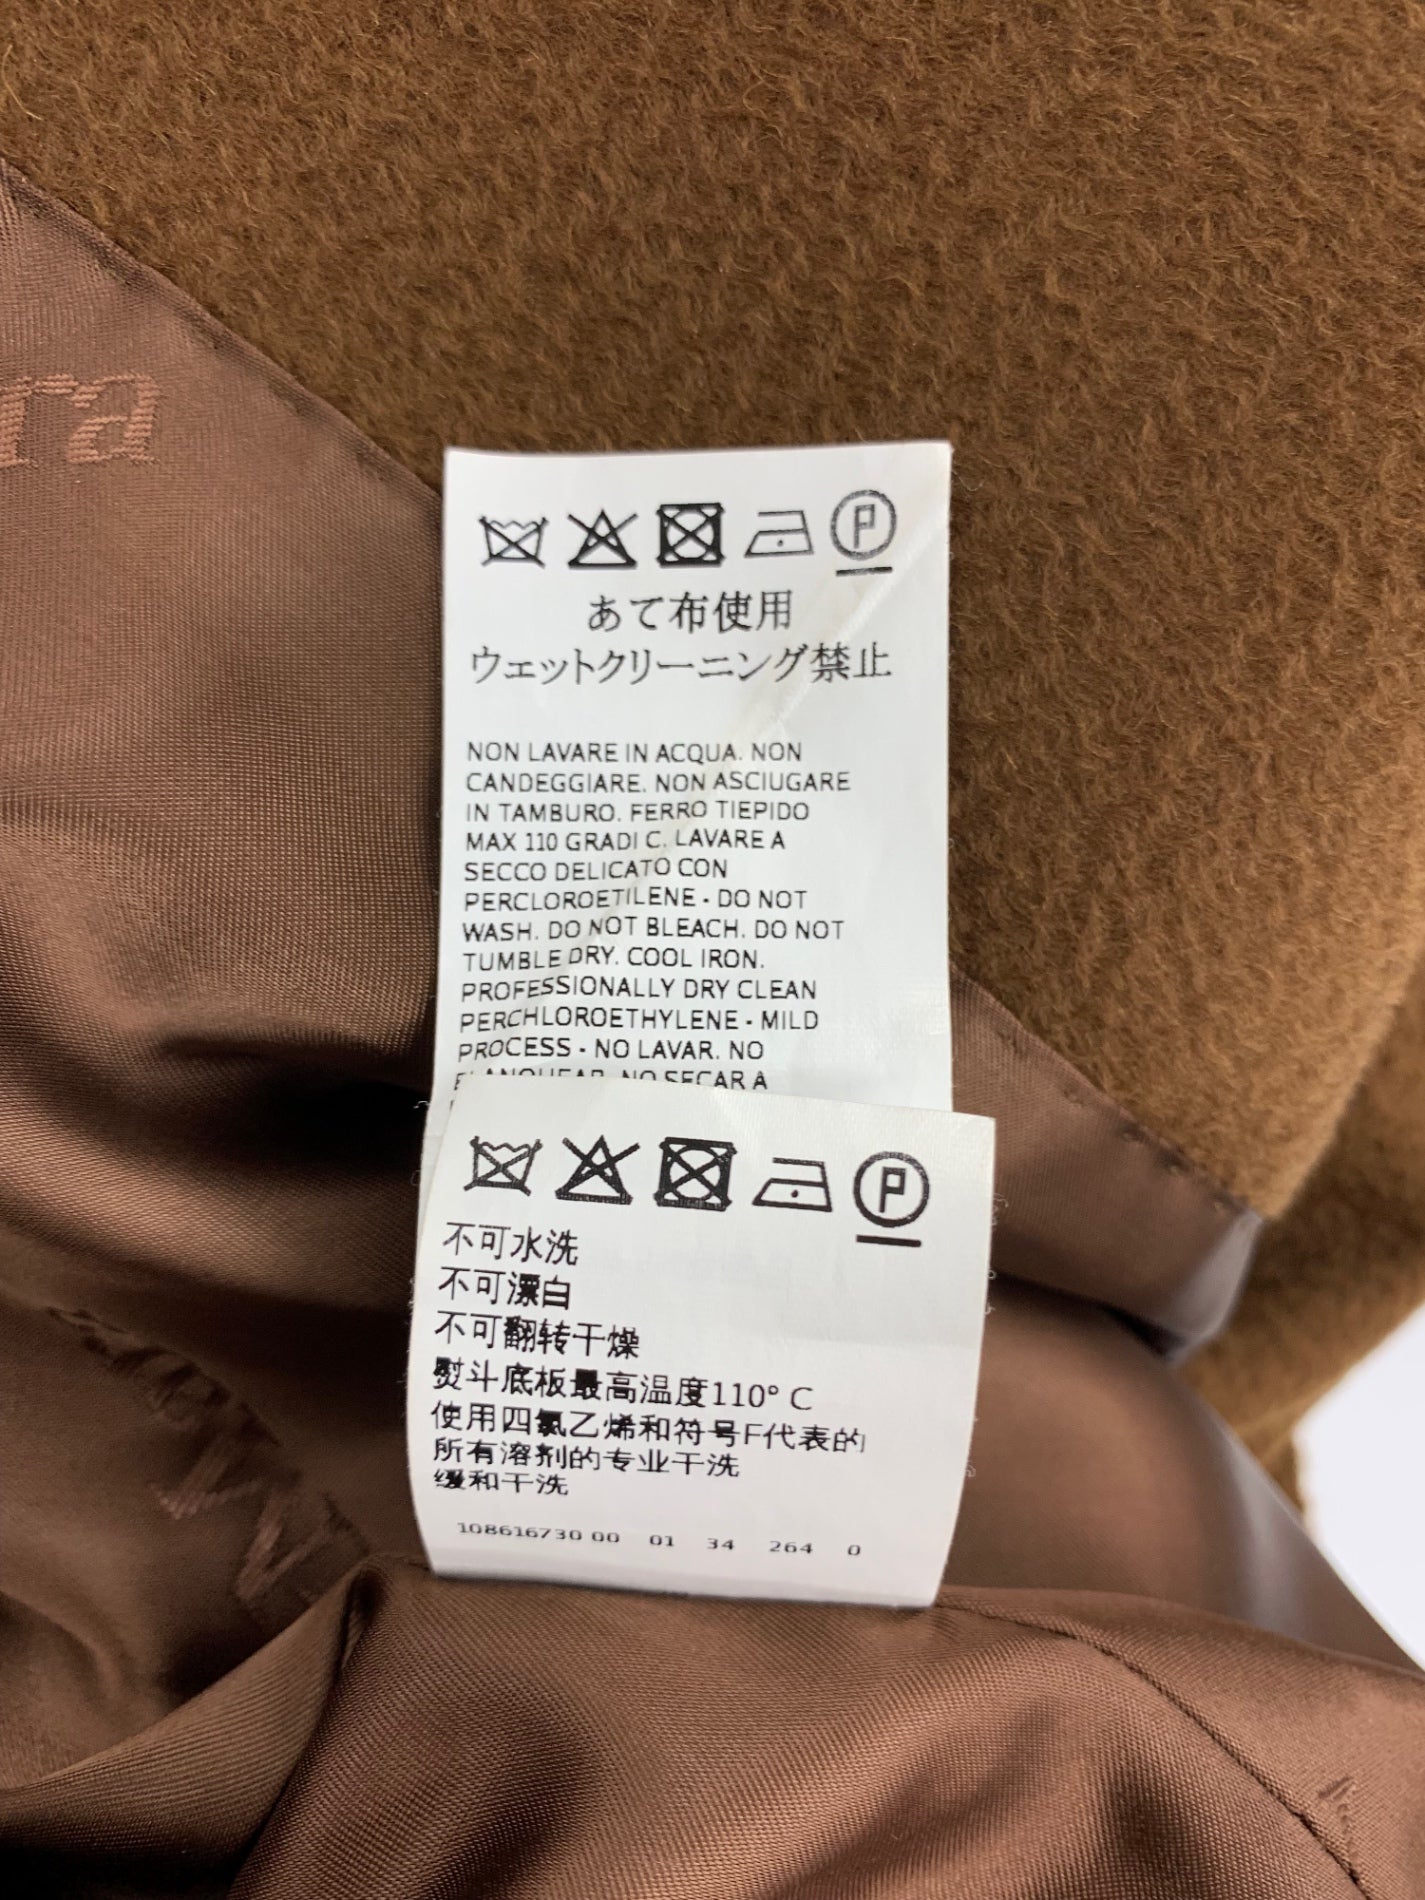 ra
あて布使用
ウェットクリーニング禁止
NON LAVARE IN ACQUA. NON
CANDEGGIARE. NON ASCIUGARE
IN TAMBURO. FERRO TIEPIDO
MAX 110 GRADI C. LAVARE A
SECCO DELICATO CON
PERCLOROETILENE - DO NOT
WASH. DO NOT BLEACH. DO NOT
TUMBLE DRY. COOL IRON.
PROFESSIONALLY DRY CLEAN
PERCHLOROETHYLENE - MILD
PROCESS - NO LAVAR. NO
BLANQUEAR. NO SECAR A
不可水洗
不可漂白
不可翻转干燥
熨斗底板最高温度110° C
使用四氯乙烯和符号F代表的
所有溶剂的专业干洗
缓和干洗
108616730 00 01 34 264 0